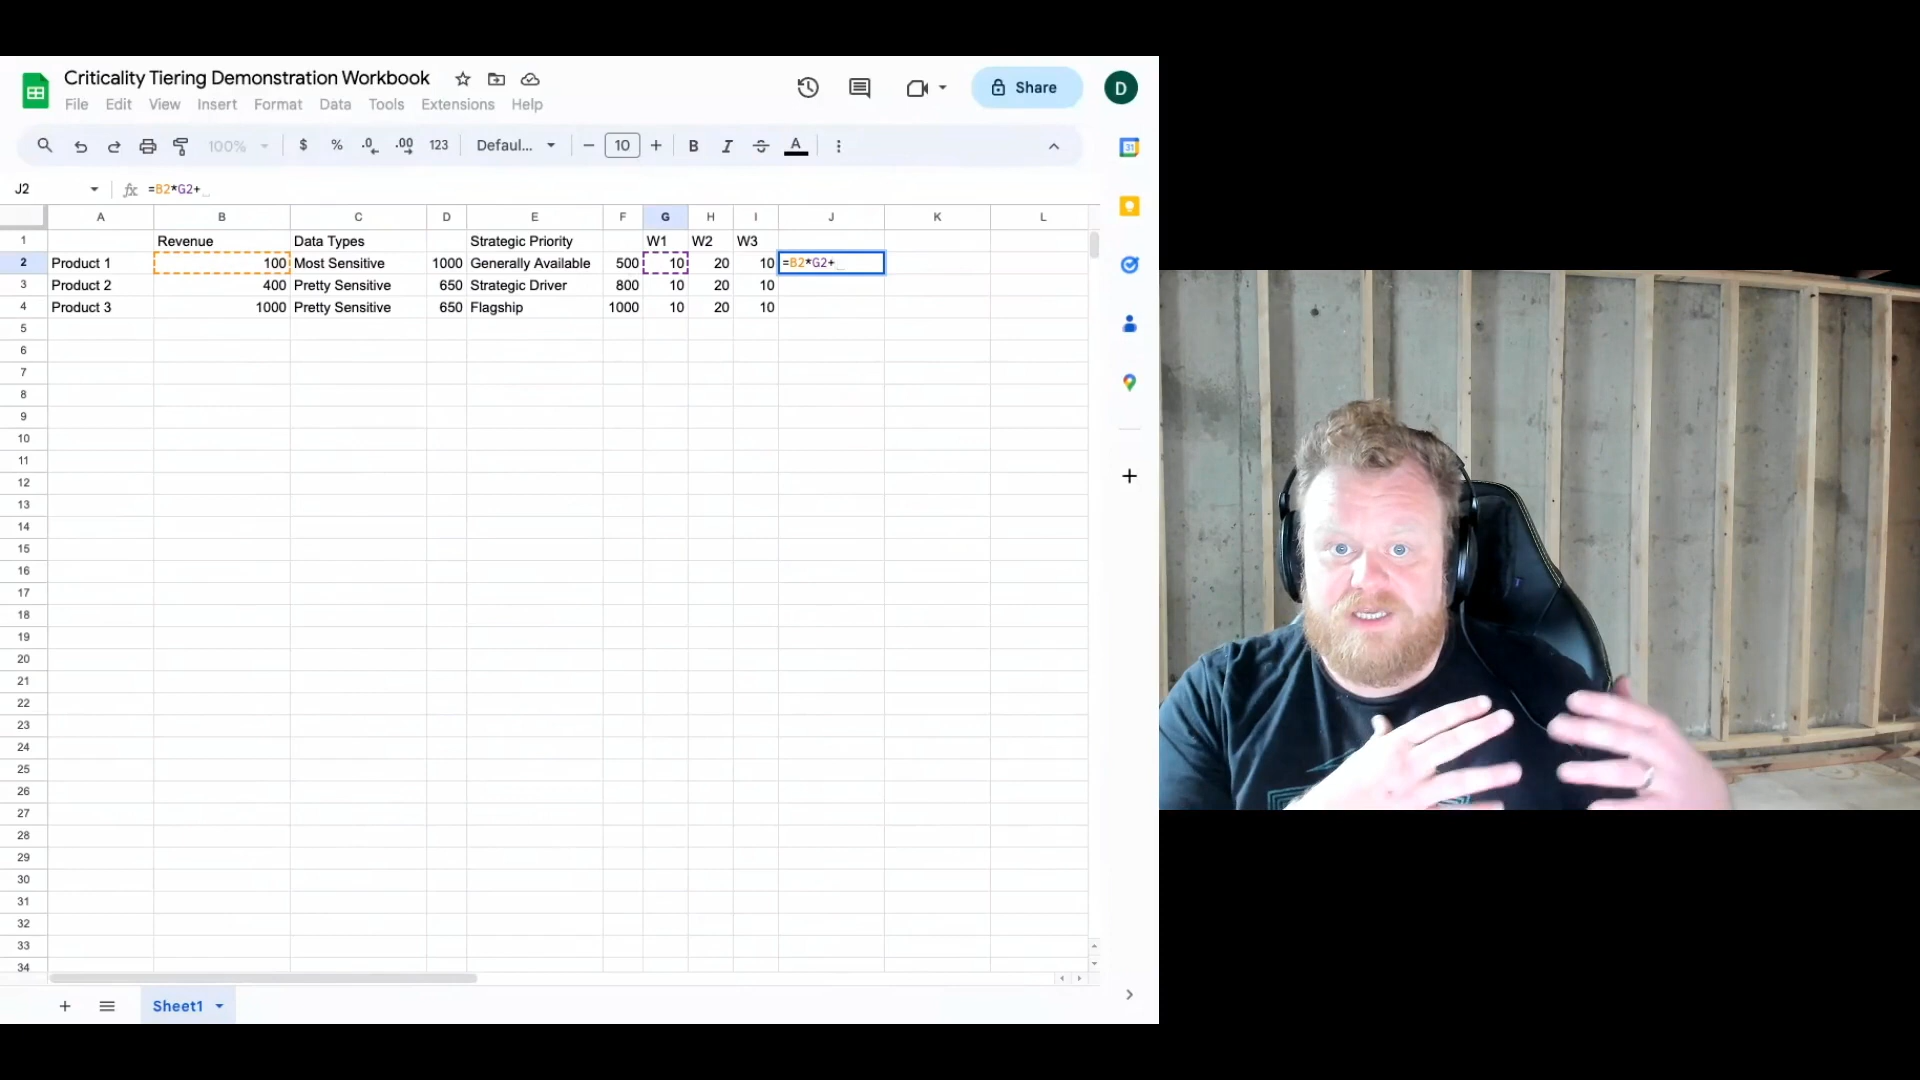 Criticality Tiering Demonstration Workbook
File Edit View Insert Format Data Tools Extensions Help
Share
D
100% $ % .0 .00 123 Defaul... − 10 + B I S A
31
J2 fx =B2*G2+
A B C D E F G H I J K L
1 Revenue Data Types Strategic Priority W1 W2 W3
2 Product 1 100 Most Sensitive 1000 Generally Available 500 10 20 10 =B2*G2+
3 Product 2 400 Pretty Sensitive 650 Strategic Driver 800 10 20 10
4 Product 3 1000 Pretty Sensitive 650 Flagship 1000 10 20 10
5
6
7
8
9
10
11
12
13
14
15
16
17
18
19
20
21
22
23
24
25
26
27
28
29
30
31
32
33
34
Sheet1